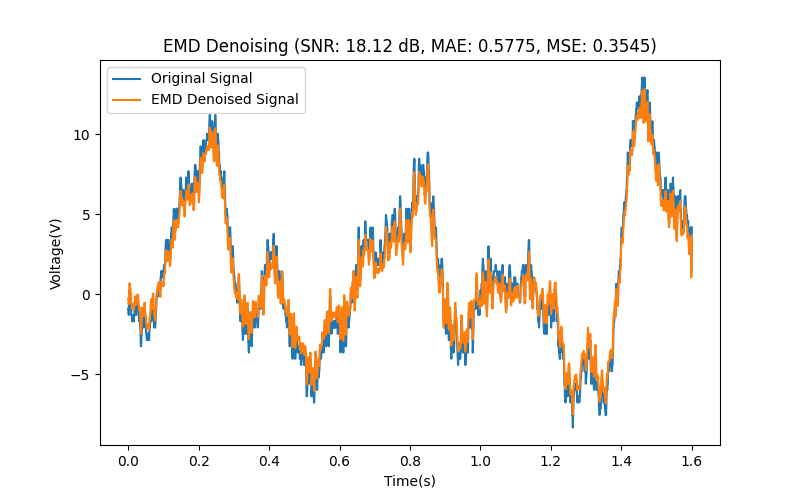 EMD Denoising (SNR: 18.12 dB, MAE: 0.5775, MSE: 0.3545)
Original Signal
EMD Denoised Signal
10
5
0
−5
Voltage(V)
0.0 0.2 0.4 0.6 0.8 1.0 1.2 1.4 1.6
Time(s)